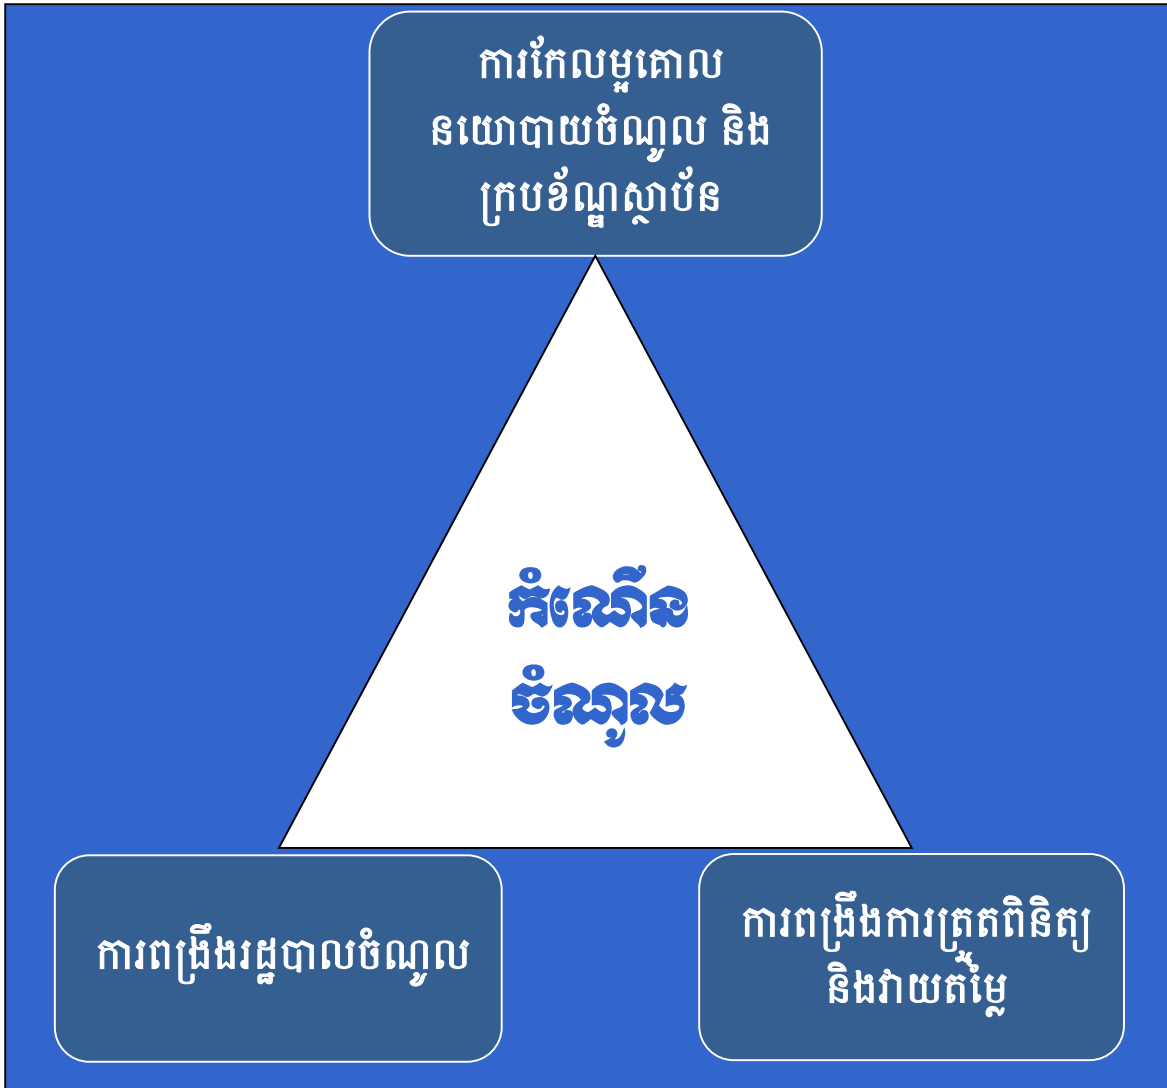 ការកែលម្អគោល
នយោបាយចំណូល និង
ក្របខ័ណ្ឌស្ថាប័ន
កំណើន
ចំណូល
ការពង្រឹងរដ្ឋបាលចំណូល
ការពង្រឹងការត្រួតពិនិត្យ
និងវាយតម្លៃ